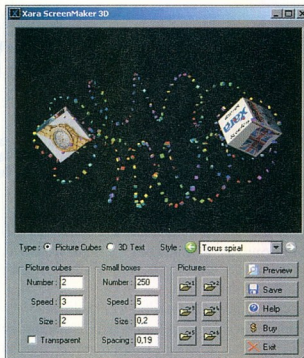 Xara ScreenMaker 3D
Xara
Type : Picture Cubes 3D Text Style : Torus spiral
Picture cubes Small boxes Pictures
Number : 2 Number : 250 Preview
Save
Speed : 3 Speed : 5
Help
Size : 2 Size : 0,2
Buy
Transparent Spacing : 0,19
Exit